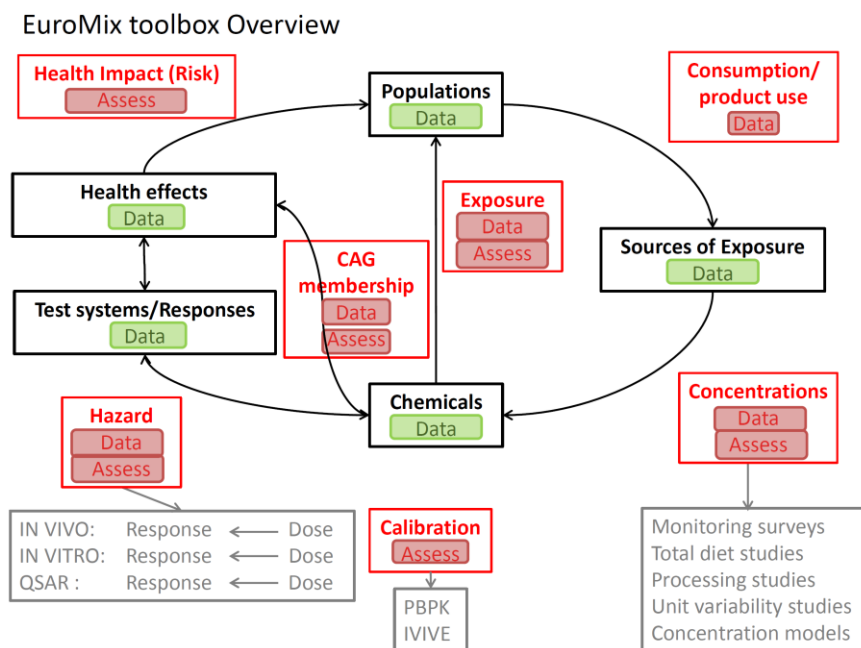 EuroMix toolbox Overview
Health Impact (Risk)
Assess
Populations
Data
Consumption/
product use
Data
Health effects
Data
Exposure
Data
Assess
Sources of Exposure
Data
CAG
membership
Data
Assess
Test systems/Responses
Data
Chemicals
Data
Hazard
Data
Assess
Concentrations
Data
Assess
IN VIVO: Response Dose
IN VITRO: Response Dose
QSAR : Response Dose
Calibration
Assess
PBPK
IVIVE
Monitoring surveys
Total diet studies
Processing studies
Unit variability studies
Concentration models